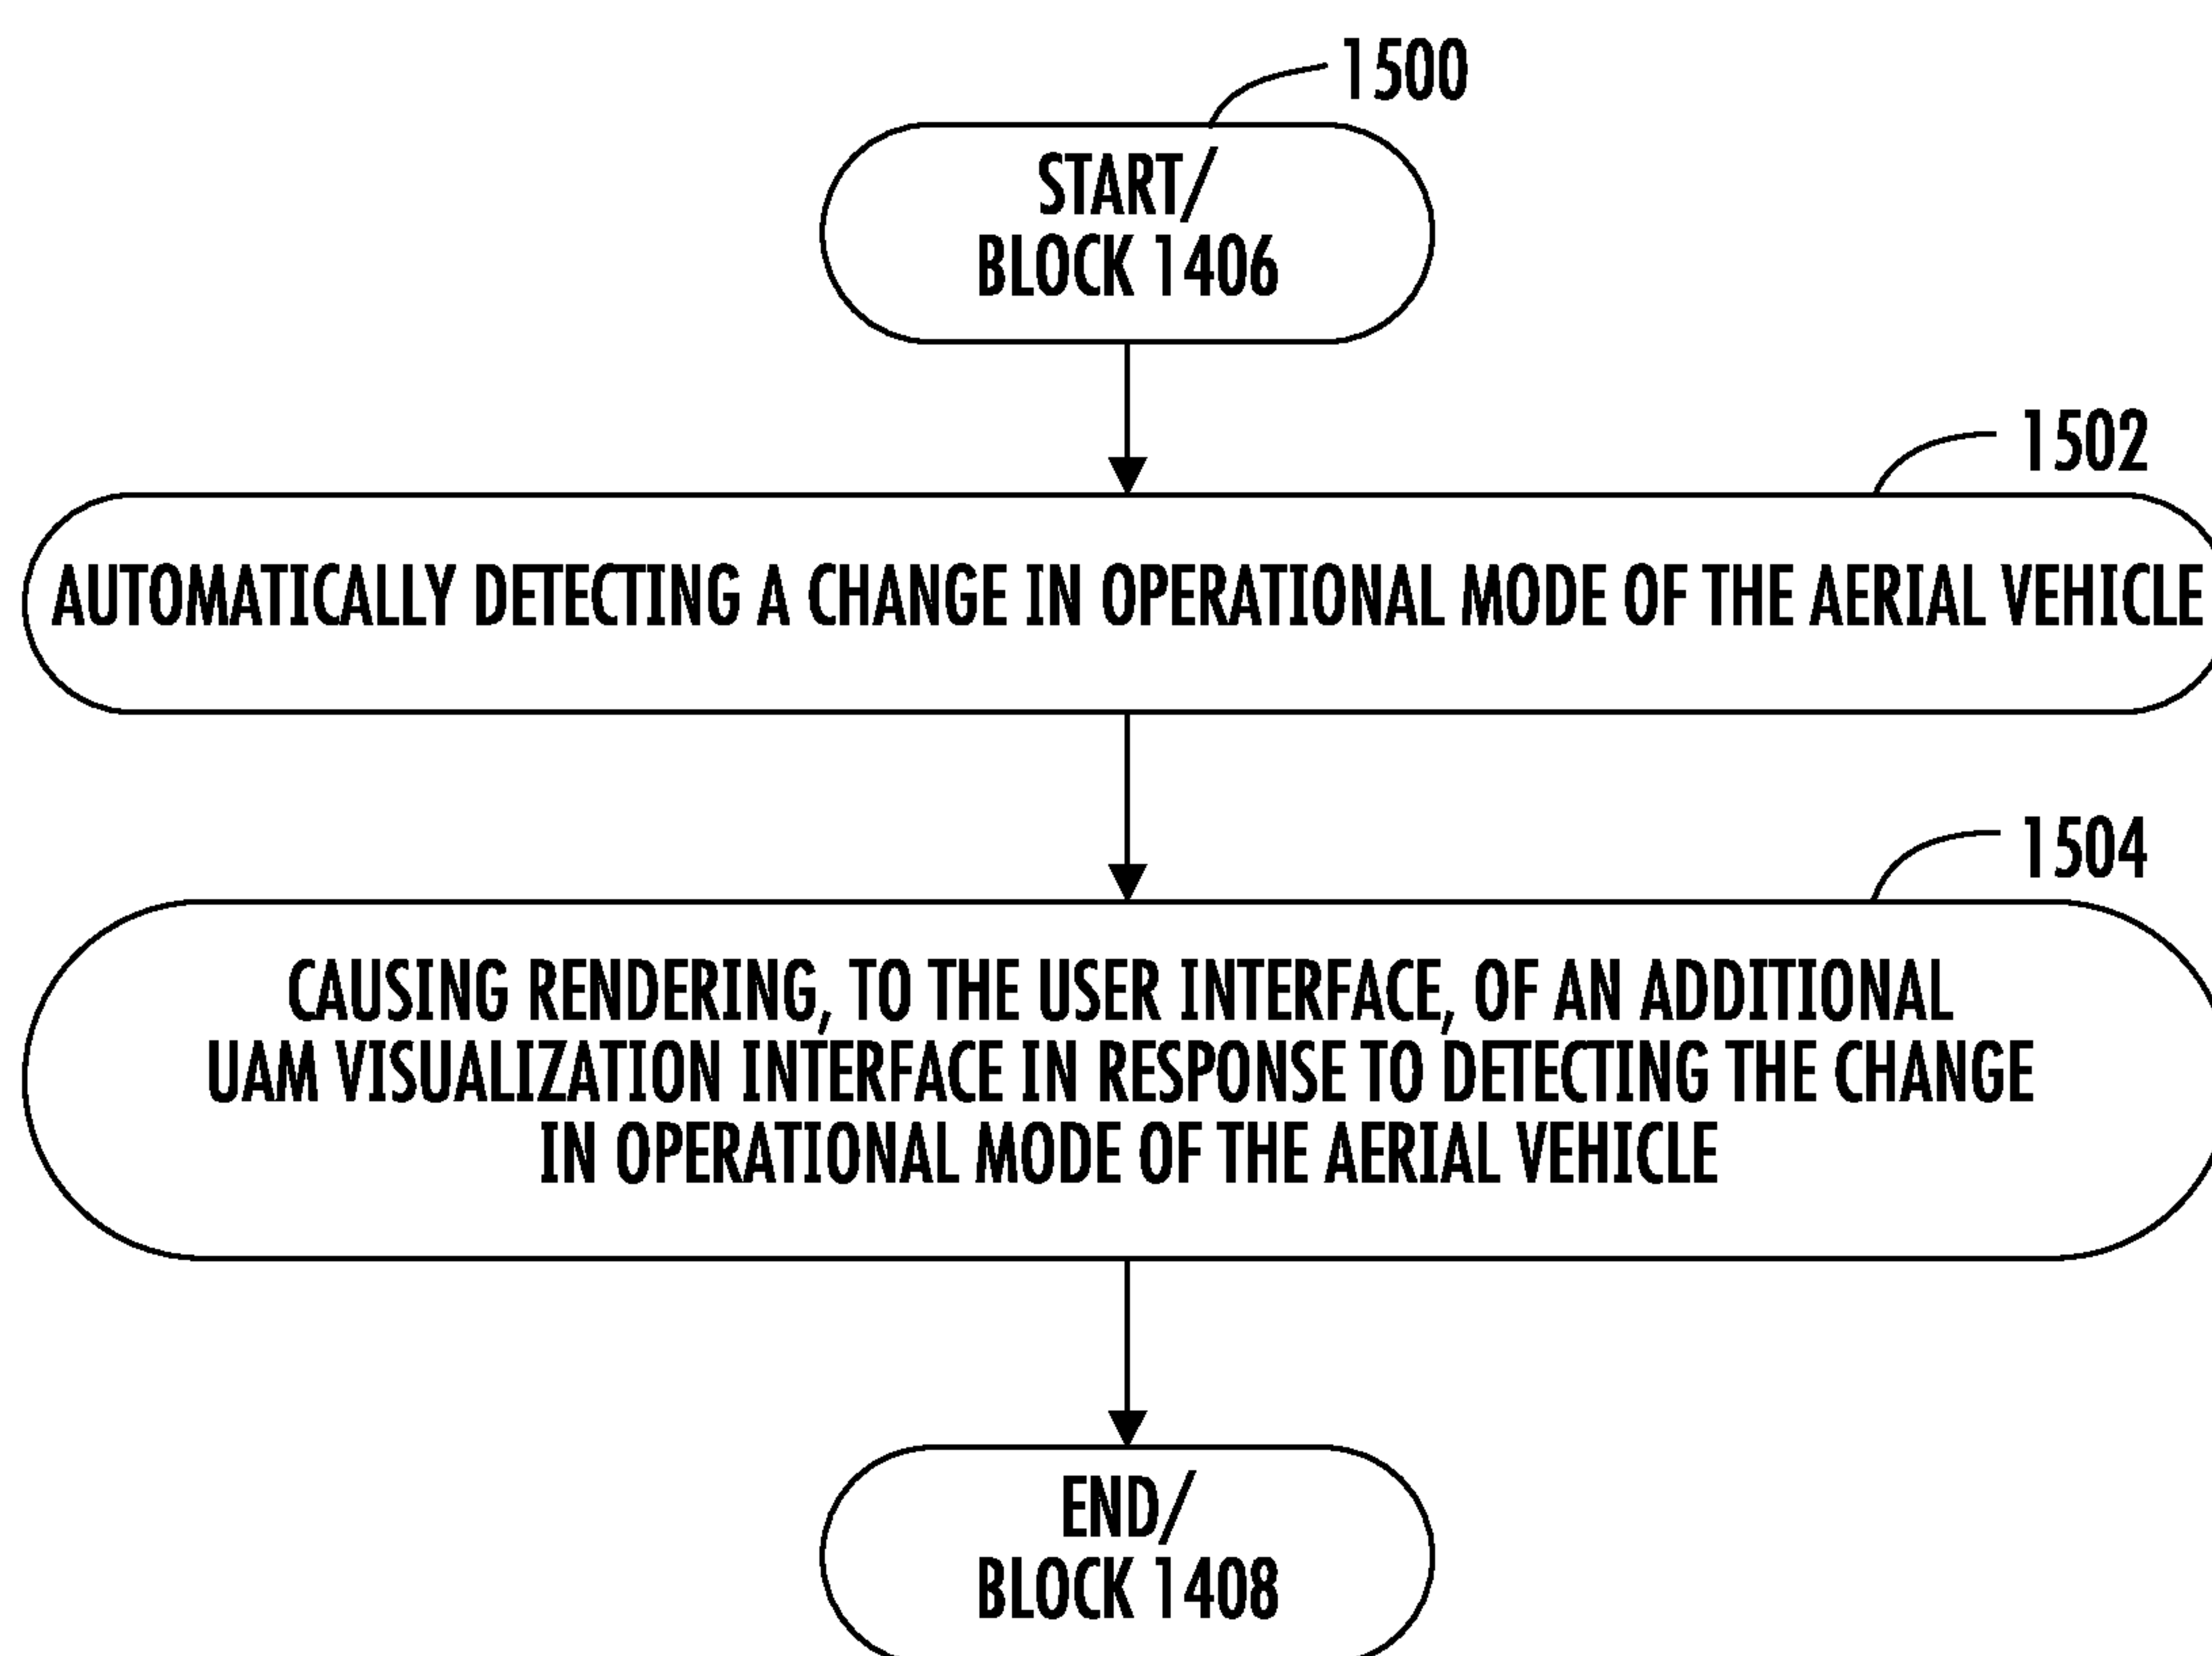 1500
START/
BLOCK 1406
1502
AUTOMATICALLY DETECTING A CHANGE IN OPERATIONAL MODE OF THE AERIAL VEHICLE
1504
CAUSING RENDERING, TO THE USER INTERFACE, OF AN ADDITIONAL
UAM VISUALIZATION INTERFACE IN RESPONSE TO DETECTING THE CHANGE
IN OPERATIONAL MODE OF THE AERIAL VEHICLE
END/
BLOCK 1408